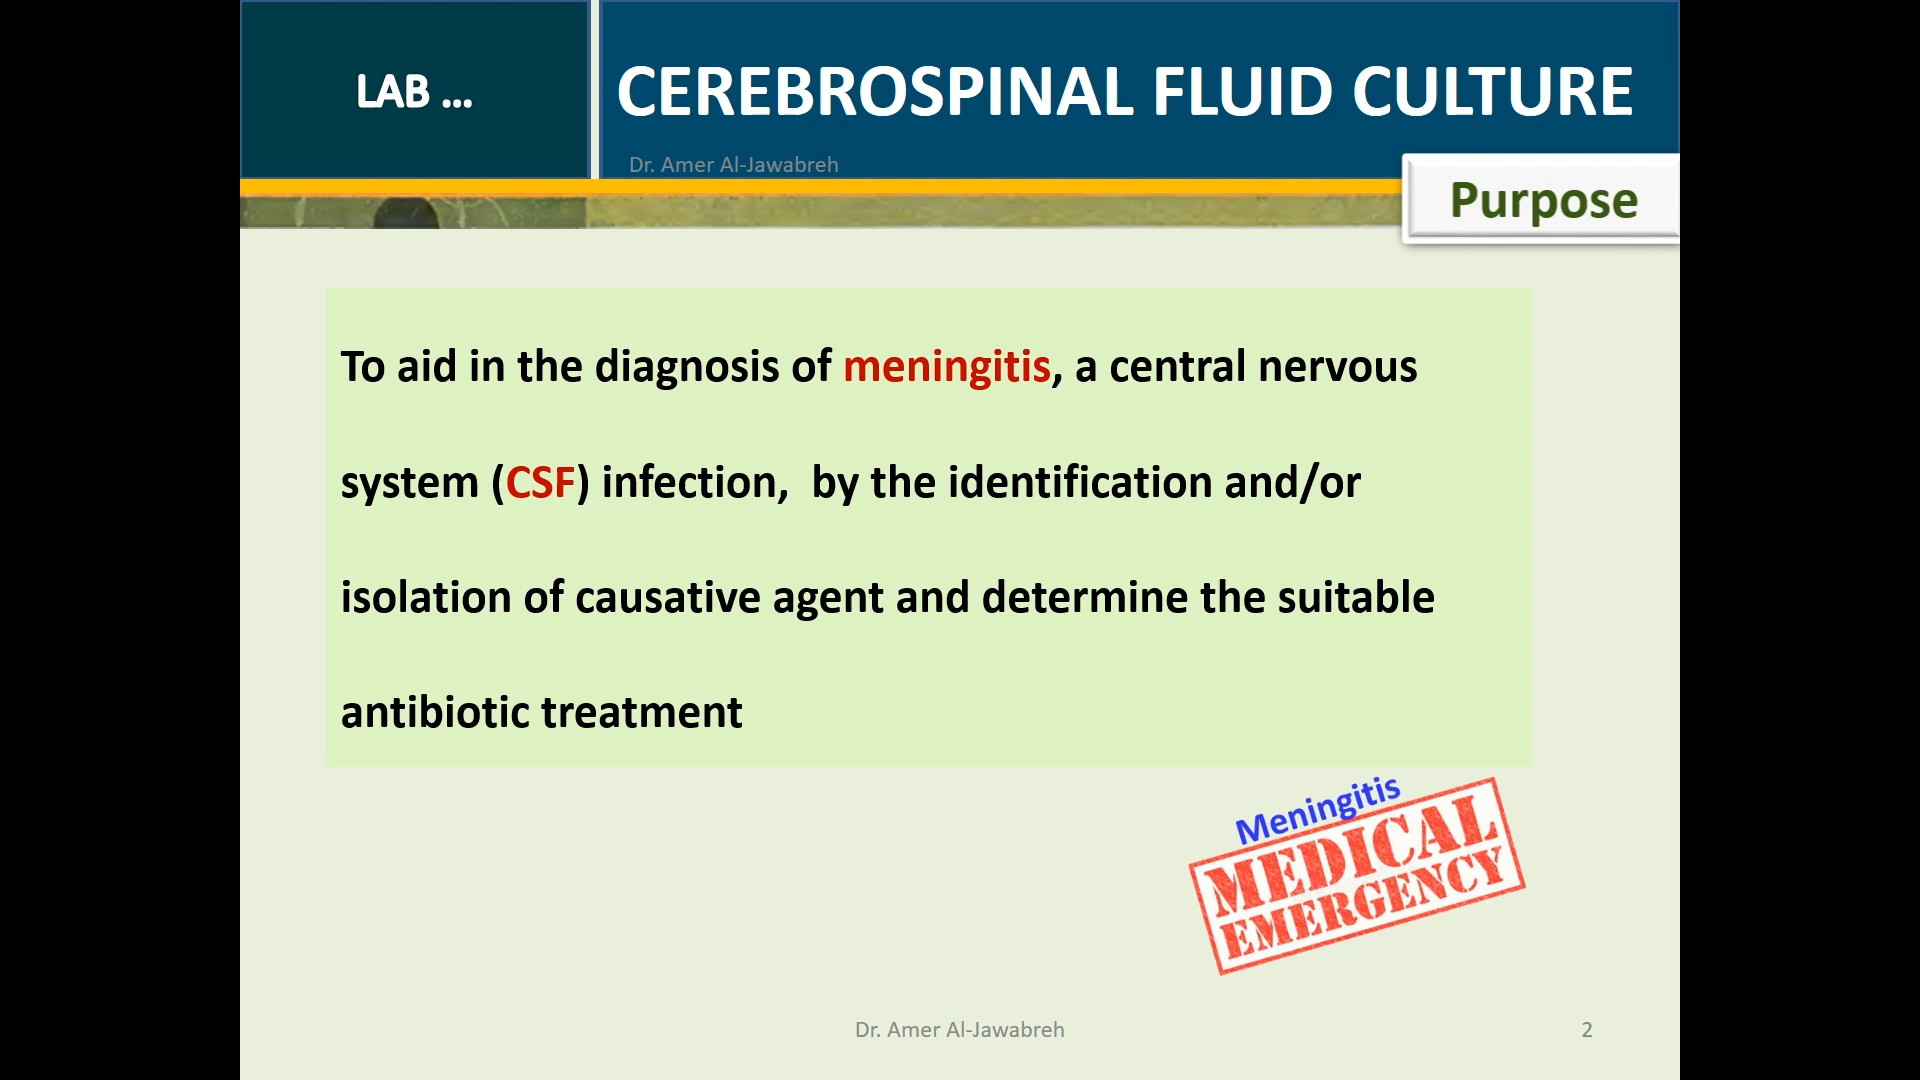 LAB ...
CEREBROSPINAL FLUID CULTURE
Dr. Amer Al-Jawabreh
Purpose
To aid in the diagnosis of meningitis, a central nervous
system (CSF) infection,  by the identification and/or
isolation of causative agent and determine the suitable
antibiotic treatment
Meningitis
MEDICAL
EMERGENCY
Dr. Amer Al-Jawabreh
2